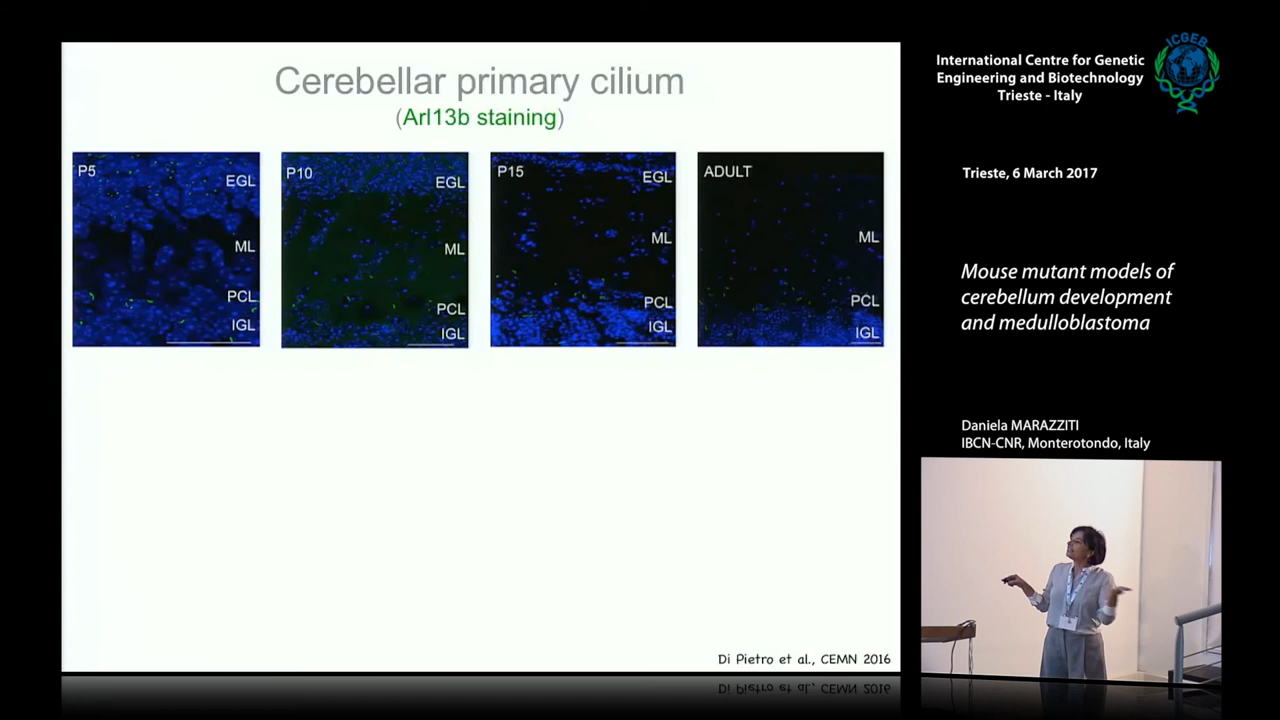 Cerebellar primary cilium
(Arl13b staining)
P5
EGL
ML
PCL
IGL
P10
EGL
ML
PCL
IGL
P15
EGL
ML
PCL
IGL
ADULT
ML
PCL
IGL
Di Pietro et al., CEMN 2016
International Centre for Genetic
Engineering and Biotechnology
Trieste - Italy
ICGEB
Trieste, 6 March 2017
Mouse mutant models of
cerebellum development
and medulloblastoma
Daniela MARAZZITI
IBCN-CNR, Monterotondo, Italy